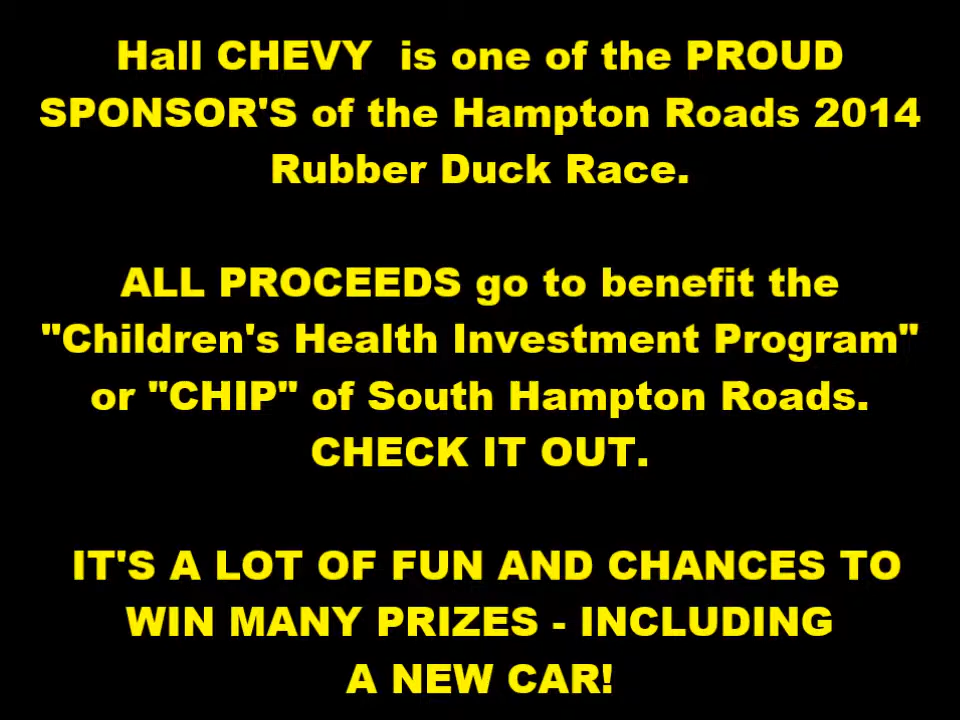 Hall CHEVY  is one of the PROUD
SPONSOR'S of the Hampton Roads 2014
Rubber Duck Race.
ALL PROCEEDS go to benefit the
"Children's Health Investment Program"
or "CHIP" of South Hampton Roads.
CHECK IT OUT.
IT'S A LOT OF FUN AND CHANCES TO
WIN MANY PRIZES - INCLUDING
A NEW CAR!